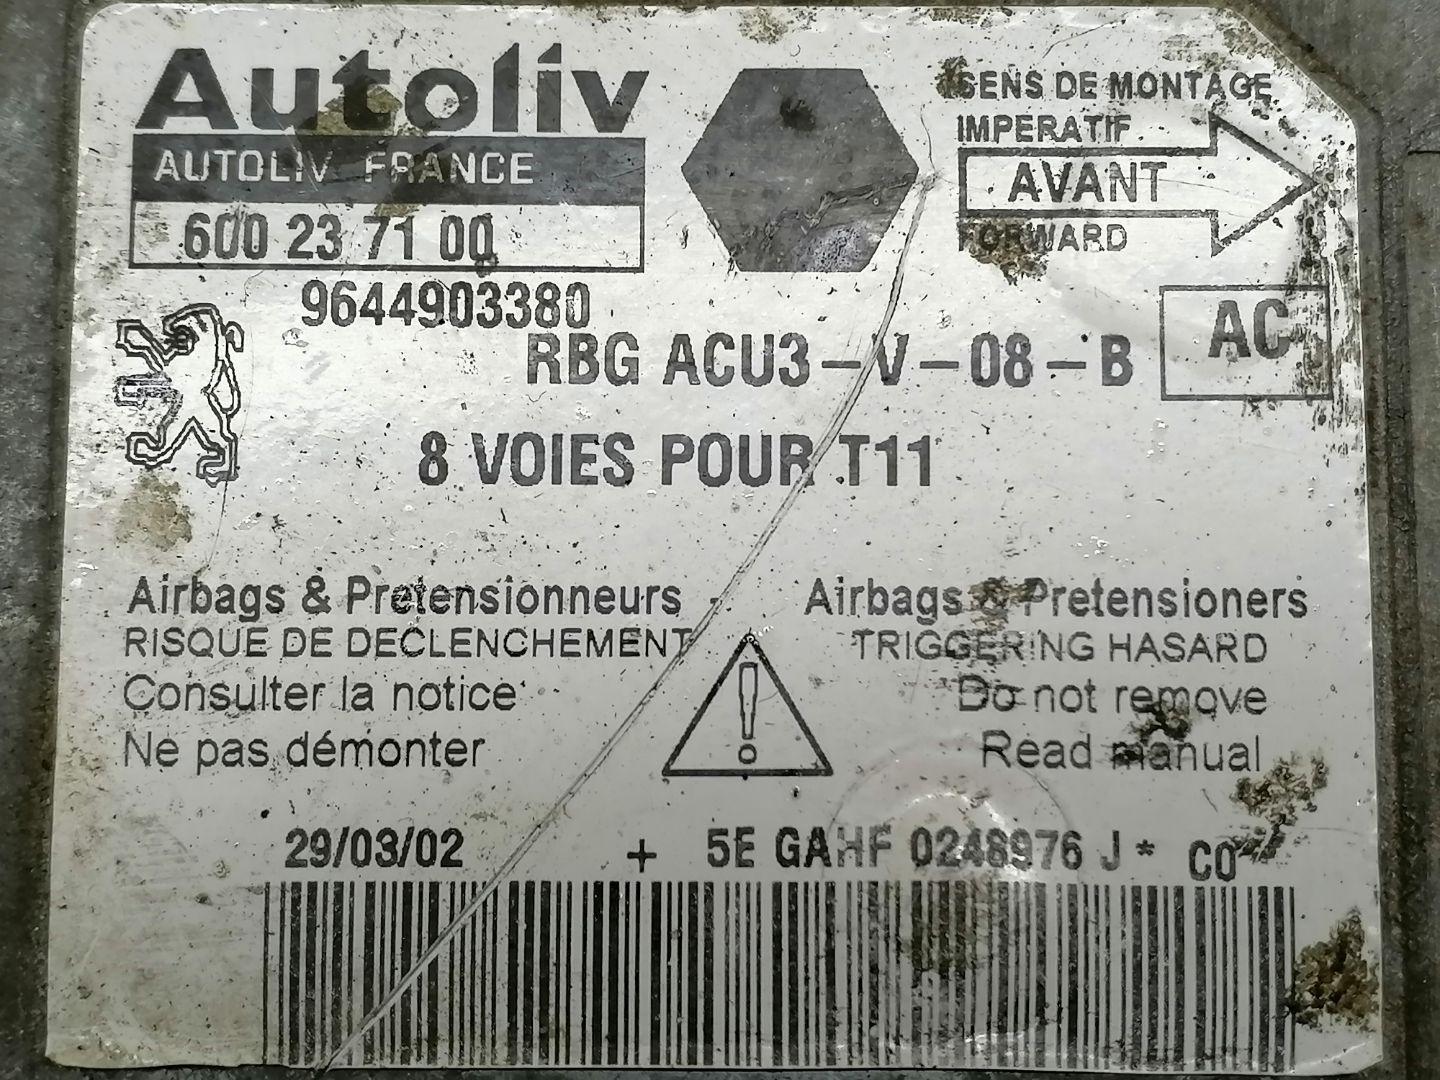 Autoliv
AUTOLIV FRANCE
600 23 71 00
SENS DE MONTAGE
IMPERATIF
AVANT
FORWARD
9644903380
RBG ACU3-V-08-B
AC
8 VOIES POUR T11
Airbags & Pretensionneurs
RISQUE DE DECLENCHEMENT
Consulter la notice
Ne pas démonter
Airbags & Pretensioners
TRIGGERING HASARD
Do not remove
Read manual
29/03/02 + 5E GAHF 0248976 J * C0